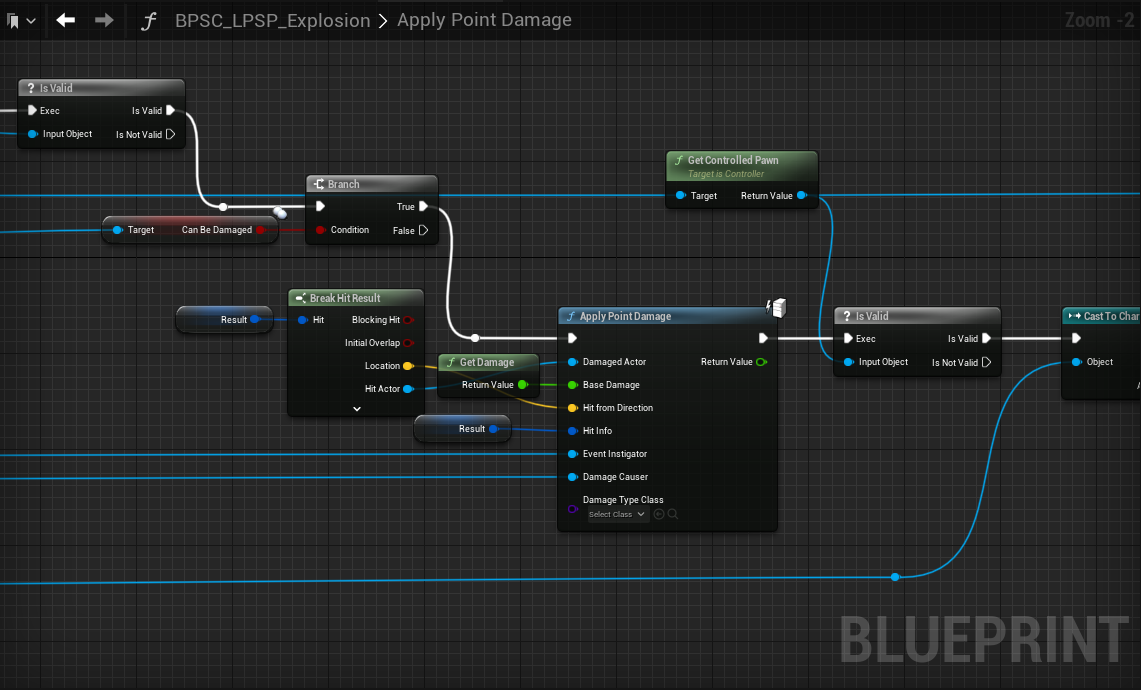 BPSC_LPSP_Explosion > Apply Point Damage
Zoom -2
? Is Valid
Exec Is Valid
Input Object Is Not Valid
Branch
True
Condition False
Target Can Be Damaged
f Get Controlled Pawn
Target is Controller
Target Return Value
Result
Break Hit Result
Hit Blocking Hit
Initial Overlap
Location
Hit Actor
f Get Damage
Return Value
Result
f Apply Point Damage
Damaged Actor Return Value
Base Damage
Hit from Direction
Hit Info
Event Instigator
Damage Causer
Damage Type Class
Select Class
? Is Valid
Exec Is Valid
Input Object Is Not Valid
Cast To Char
Object
BLUEPRINT